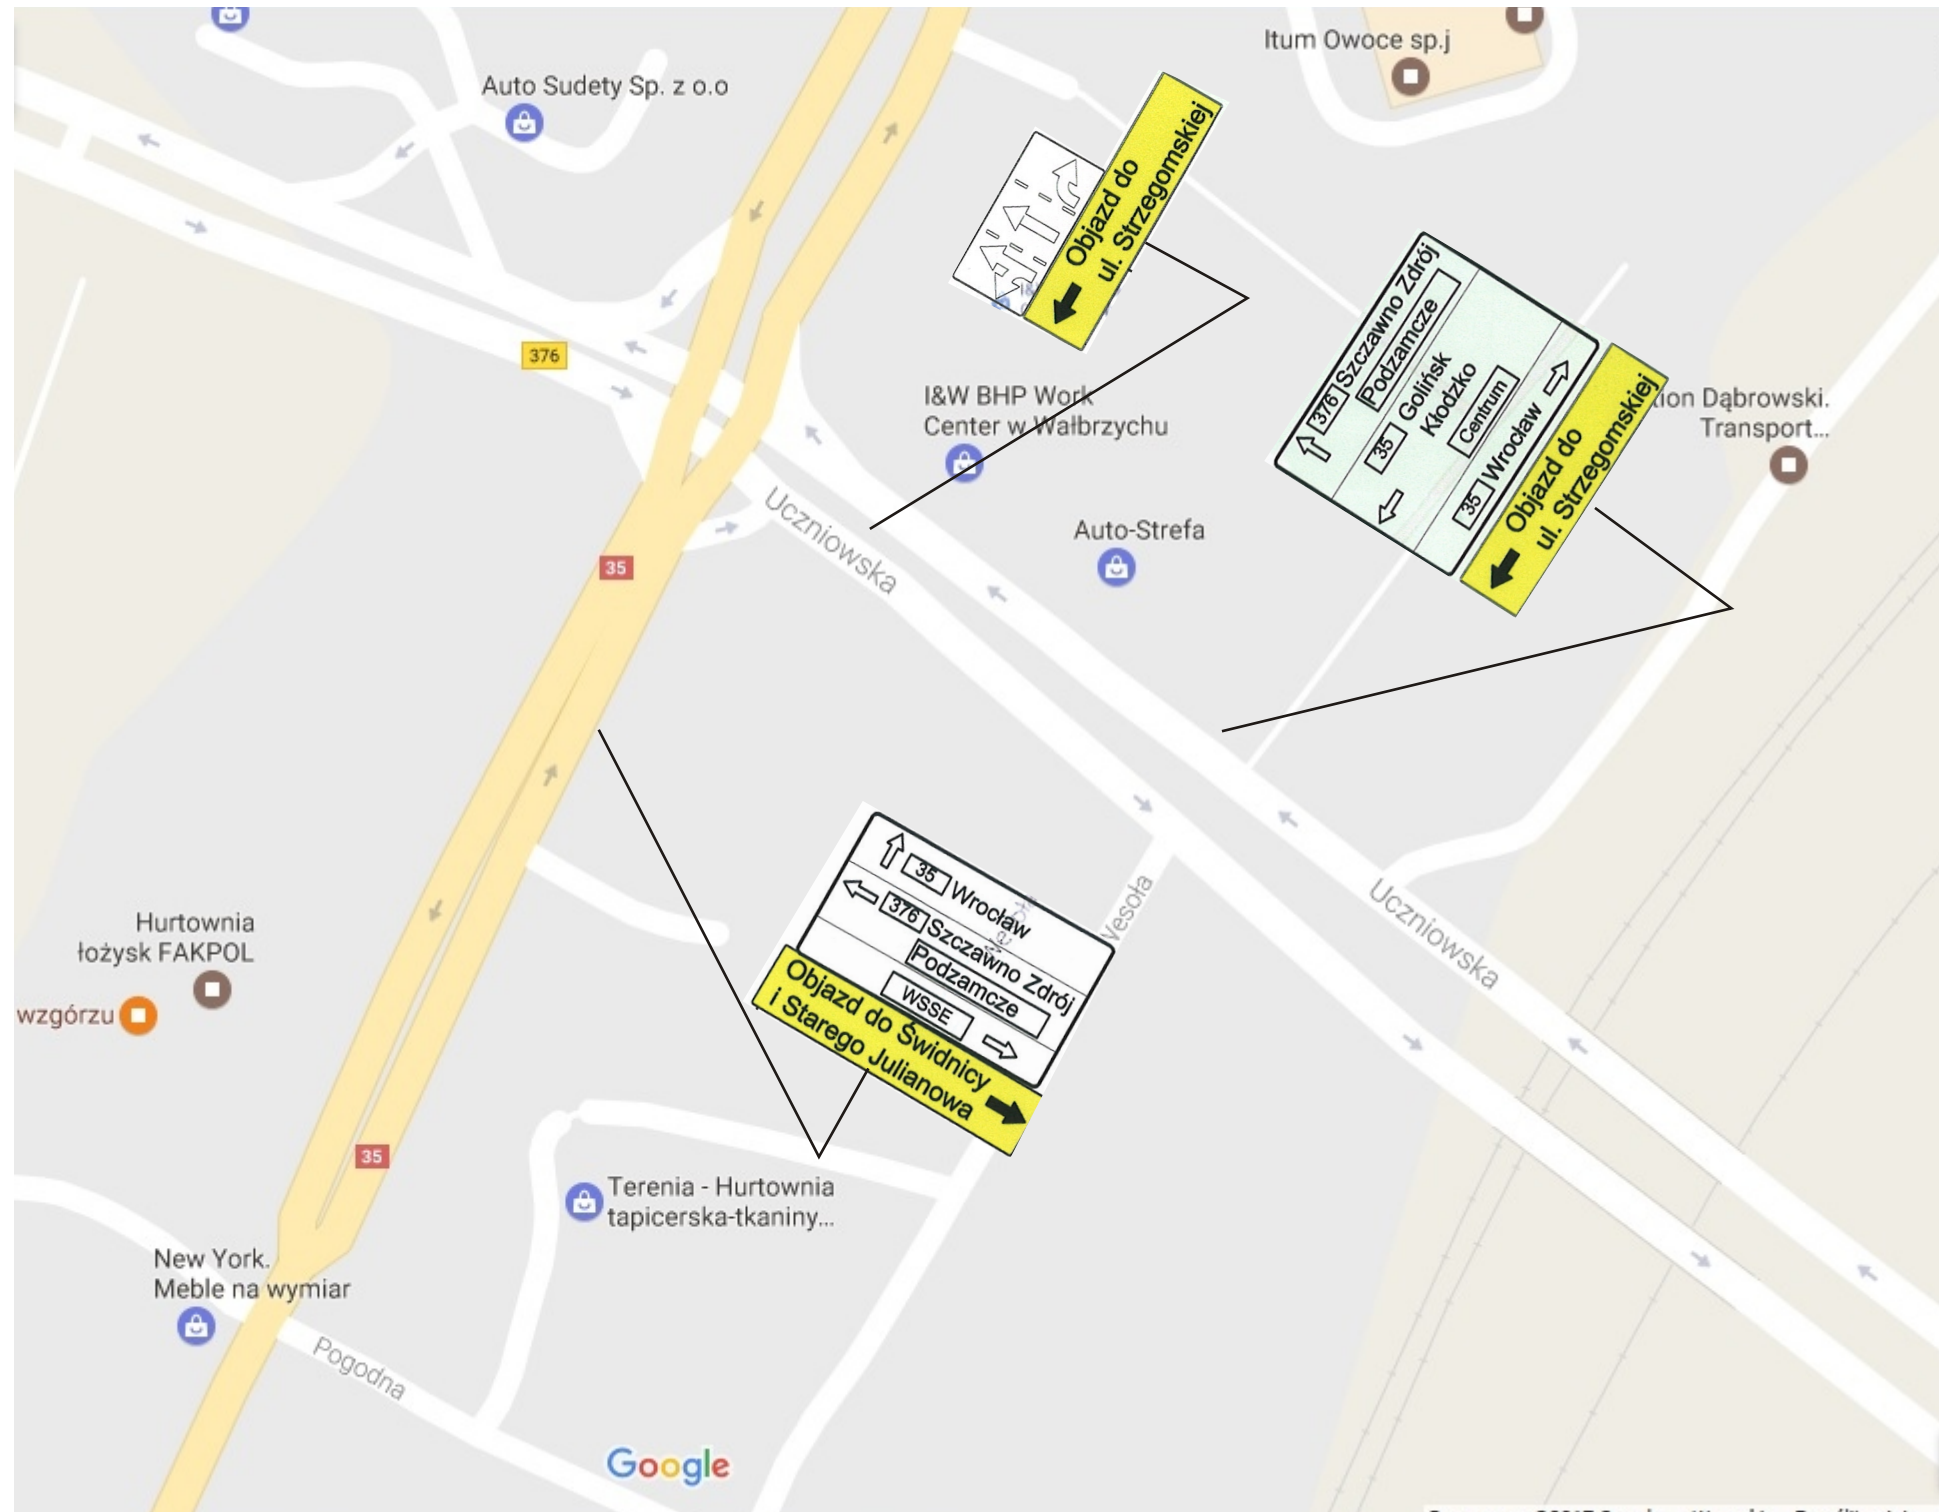 Itum Owoce sp.j
Auto Sudety Sp. z o.o
Objazd do
ul. Strzegomskiej
376 Szczawno Zdrój
Podzamcze
35 Golińsk
Kłodzko
Centrum
35 Wrocław
Objazd do
ul. Strzegomskiej
376
I&W BHP Work
Center w Wałbrzychu
Dąbrowski.
Transport...
Uczniowska
Auto-Strefa
35
35 Wrocław
376 Szczawno Zdrój
Podzamcze
WSSE
Objazd do Świdnicy
i Starego Julianowa
Uczniowska
Hurtownia
łożysk FAKPOL
wzgórzu
35
Terenia - Hurtownia
tapicerska-tkaniny...
New York.
Meble na wymiar
Pogodna
Google